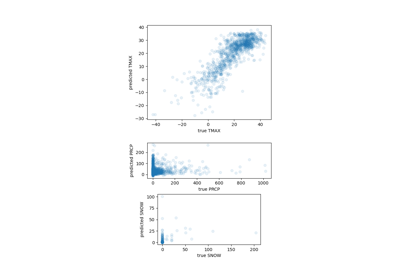 40
30
20
10
0
−10
−20
−30
predicted TMAX
−40 −20 0 20 40
true TMAX
200
100
0
predicted PRCP
0 200 400 600 800 1000
true PRCP
100
75
50
25
0
predicted SNOW
0 50 100 150 200
true SNOW